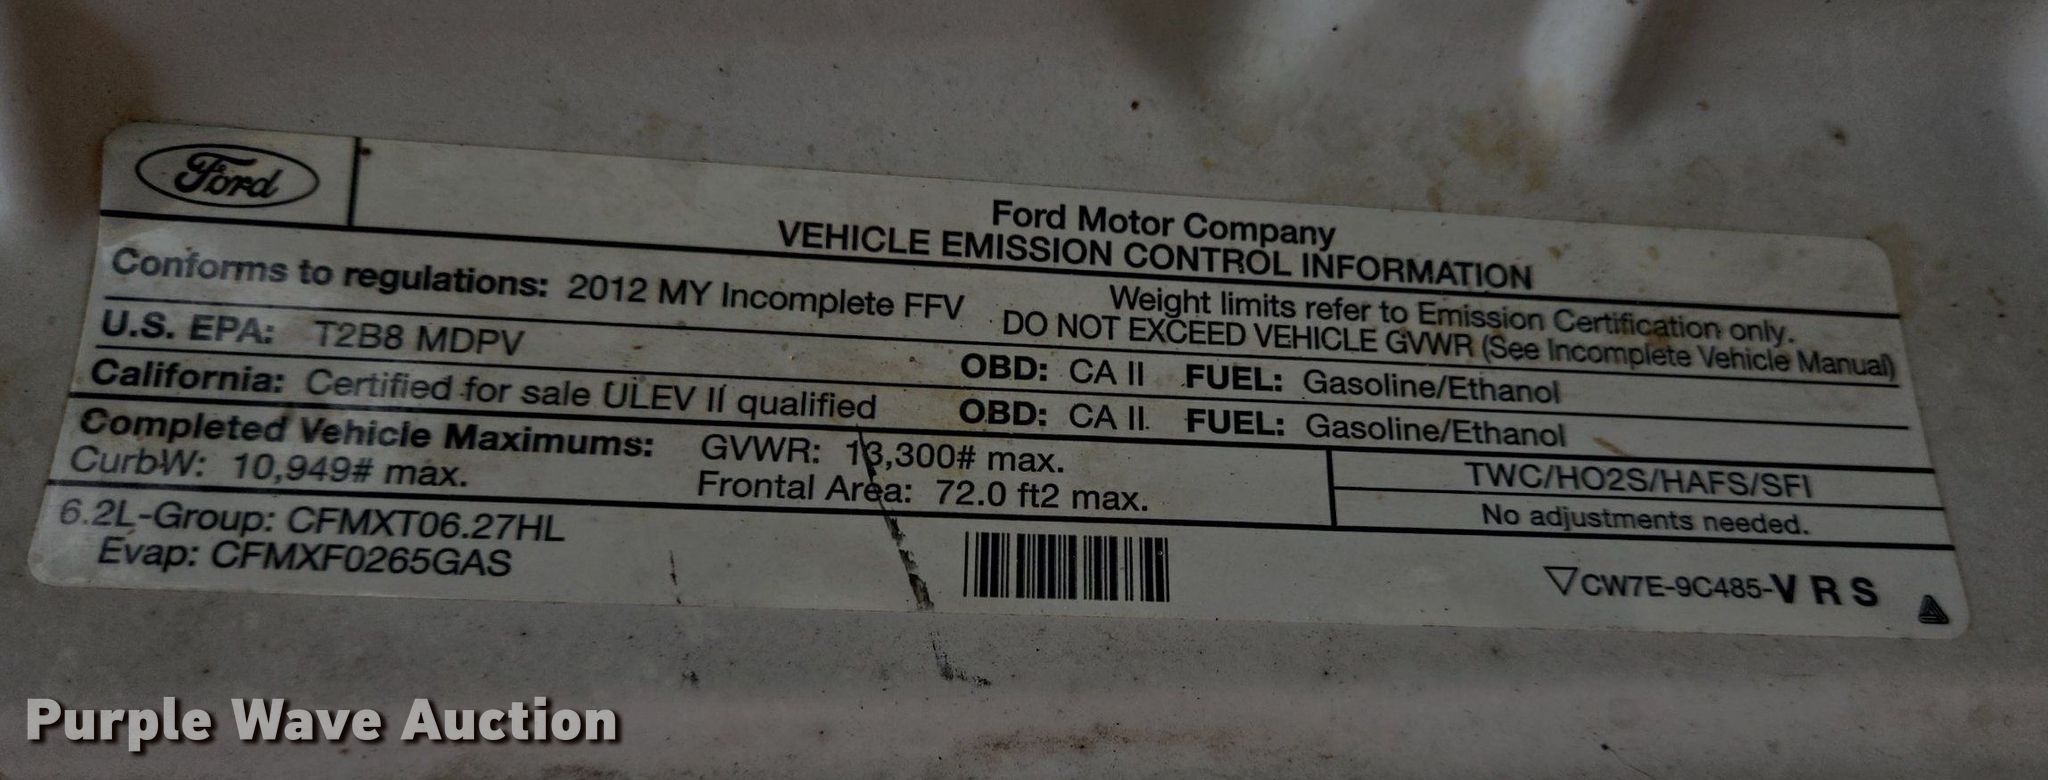 Ford
Ford Motor Company
VEHICLE EMISSION CONTROL INFORMATION
Conforms to regulations: 2012 MY Incomplete FFV
Weight limits refer to Emission Certification only.
DO NOT EXCEED VEHICLE GVWR (See Incomplete Vehicle Manual)
U.S. EPA: T2B8 MDPV OBD: CA II FUEL: Gasoline/Ethanol
California: Certified for sale ULEV II qualified OBD: CA II. FUEL: Gasoline/Ethanol
Completed Vehicle Maximums: GVWR: 13,300# max.
CurbW: 10,949# max. Frontal Area: 72.0 ft2 max.
TWC/HO2S/HAFS/SFI
No adjustments needed.
6.2L-Group: CFMXT06.27HL
Evap: CFMXF0265GAS
▽CW7E-9C485-V R S
Purple Wave Auction